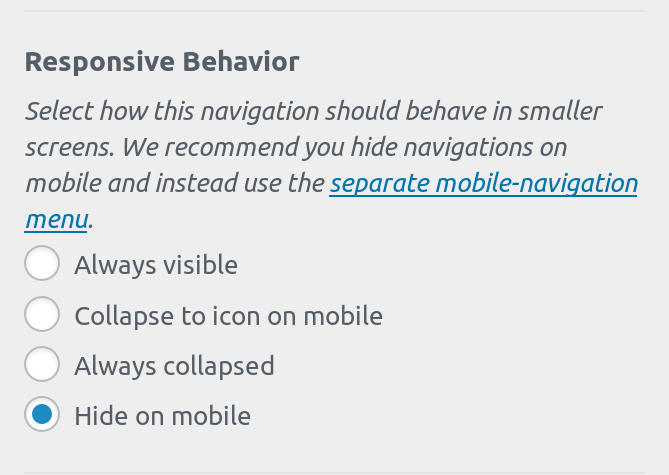 Responsive Behavior
Select how this navigation should behave in smaller
screens. We recommend you hide navigations on
mobile and instead use the separate mobile-navigation
menu.
Always visible
Collapse to icon on mobile
Always collapsed
Hide on mobile